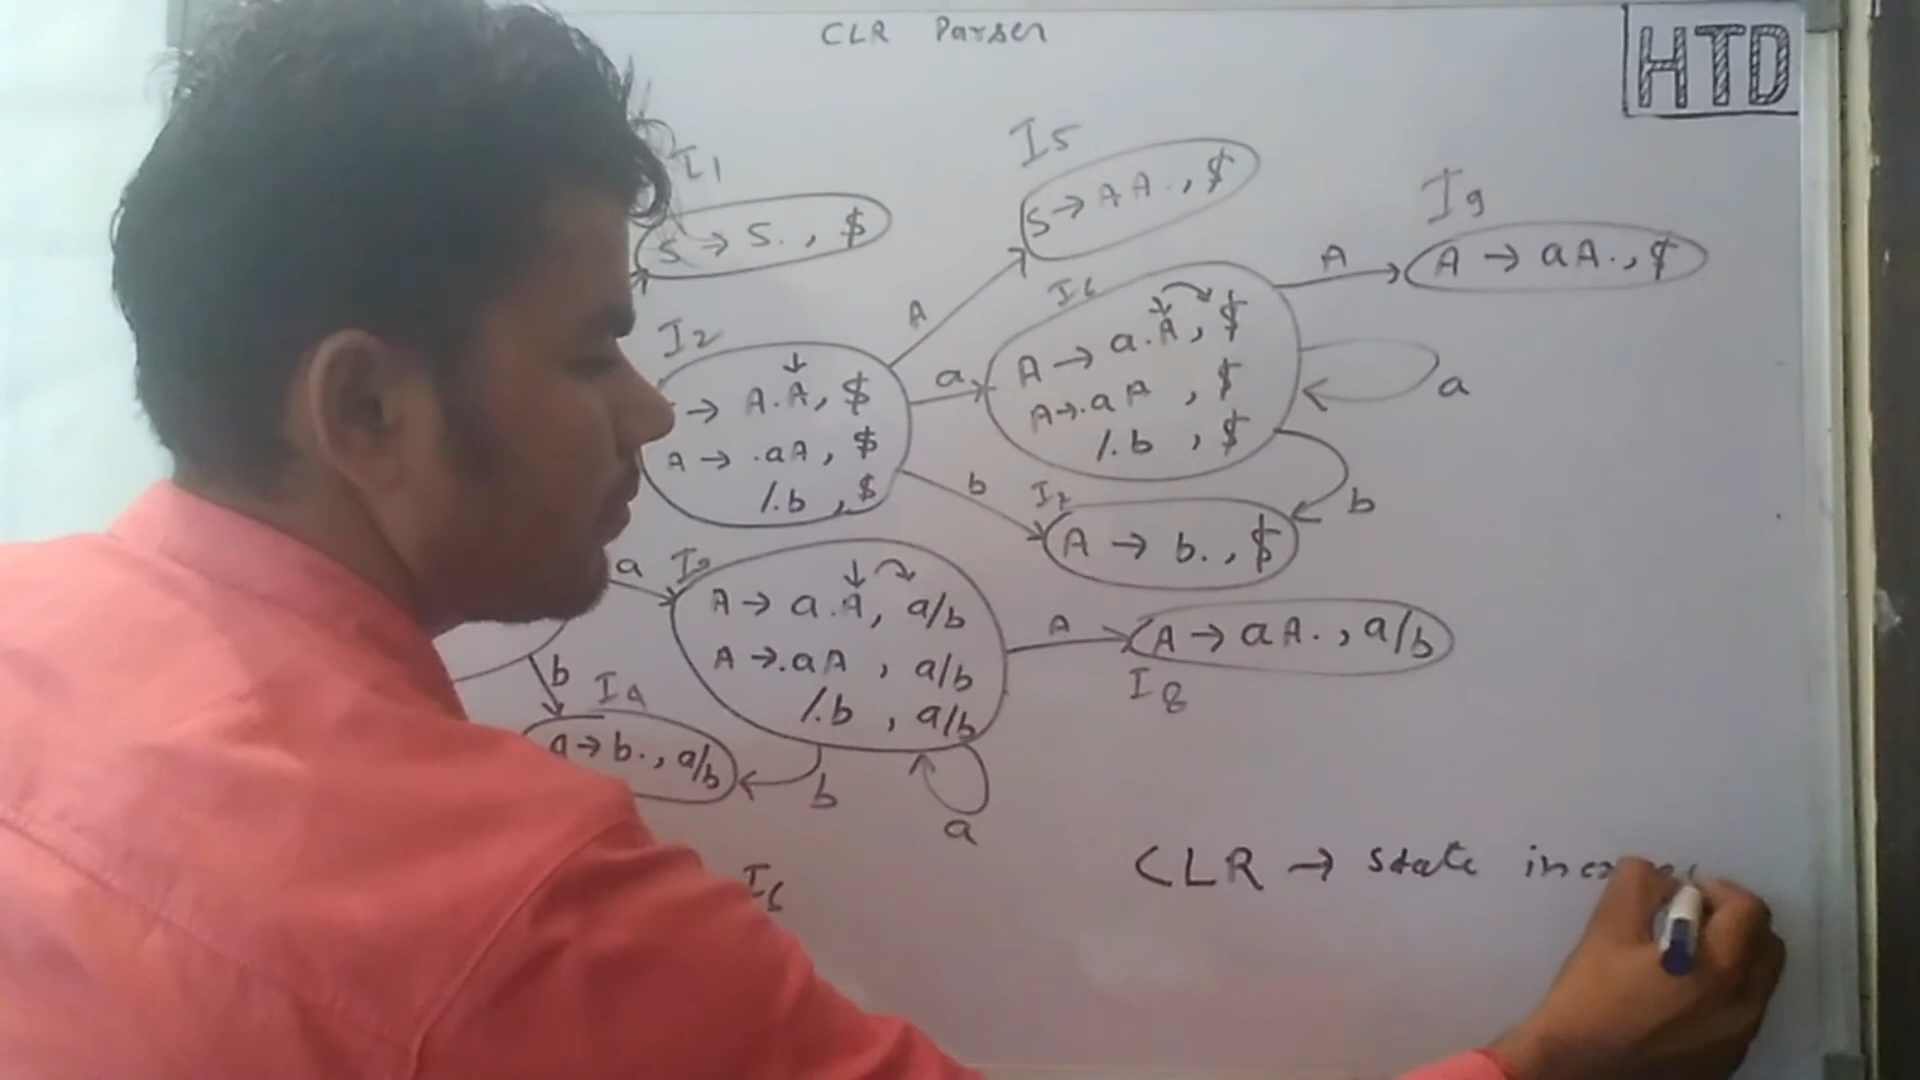 CLR Parser
HTD
I1
S → S. , $
I5
S → AA. , $
I9
A → aA. , $
A
A
I2
→ A.A, $
A → .aA, $
/.b , $
a
b
I6
A → a.A, $
A → .aA , $
/.b , $
a
b
I7
A → b. , $
a
I3
A → a.A, a/b
A → .aA , a/b
/.b , a/b
A
A → aA. , a/b
I8
b
I4
A → b. , a/b
b
a
I6
CLR → state